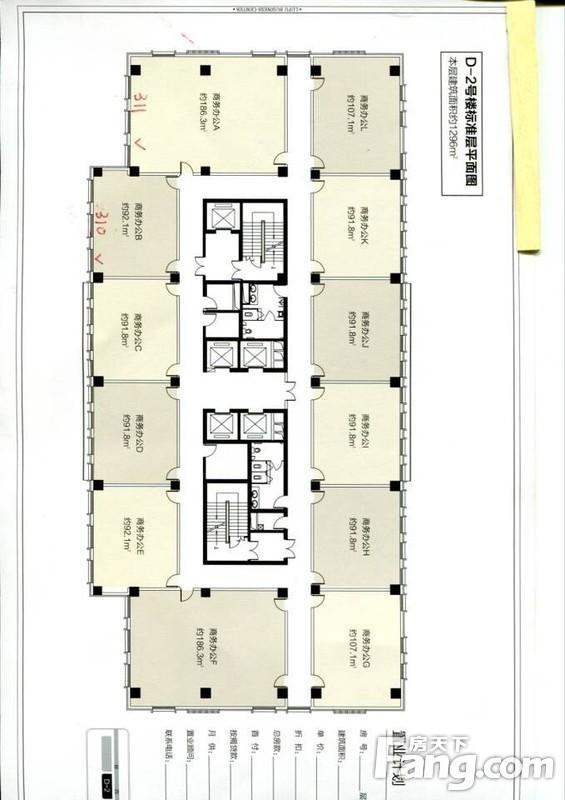 • LUPU BUSINESS CENTER •
D-2号楼标准层平面图
本层建筑面积约1296㎡
商务办公A
约186.3㎡
311
商务办公L
约107.1㎡
商务办公B
约92.1㎡
310
商务办公K
约91.8㎡
商务办公C
约91.8㎡
商务办公J
约91.8㎡
商务办公D
约91.8㎡
商务办公I
约91.8㎡
商务办公E
约92.1㎡
商务办公H
约91.8㎡
商务办公F
约186.3㎡
商务办公G
约107.1㎡
置业计划
房 号: 层
建筑面积:
单 价:
折 扣:
总房款:
首 付:
按揭贷款:
月 供:
置业顾问:
联系电话:
D-2
房天下
Fang.com